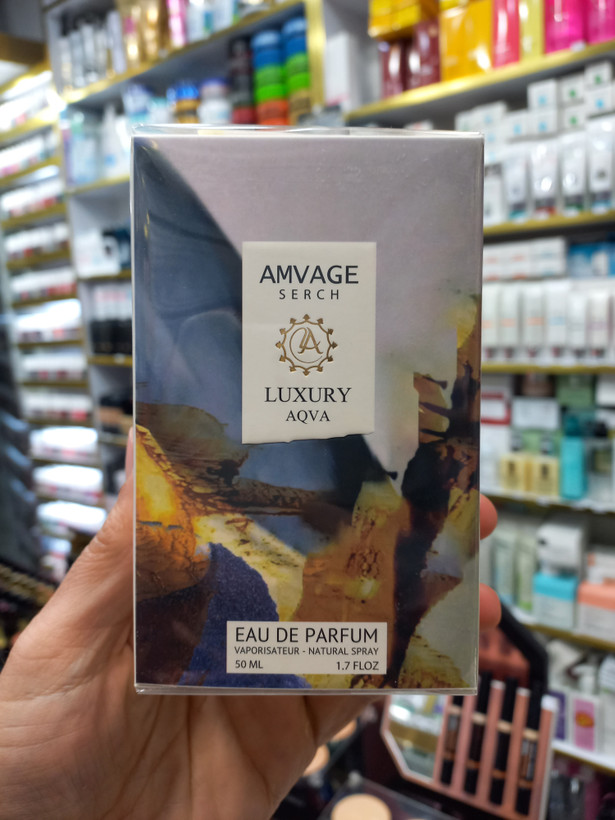 AMVAGE
SERCH
A
LUXURY
AQVA
EAU DE PARFUM
VAPORISATEUR - NATURAL SPRAY
50 ML 1.7 FLOZ